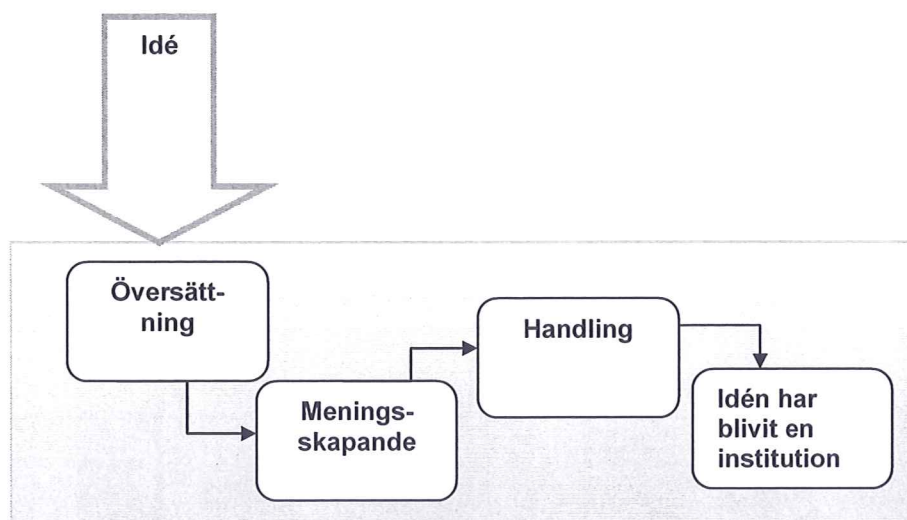 Idé
Översätt-
ning
Menings-
skapande
Handling
Idén har
blivit en
institution